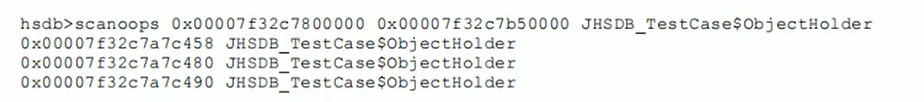 hsdb>scanoops 0x00007f32c7800000 0x00007f32c7b50000 JHSDB_TestCase$ObjectHolder
0x00007f32c7a7c458 JHSDB_TestCase$ObjectHolder
0x00007f32c7a7c480 JHSDB_TestCase$ObjectHolder
0x00007f32c7a7c490 JHSDB_TestCase$ObjectHolder